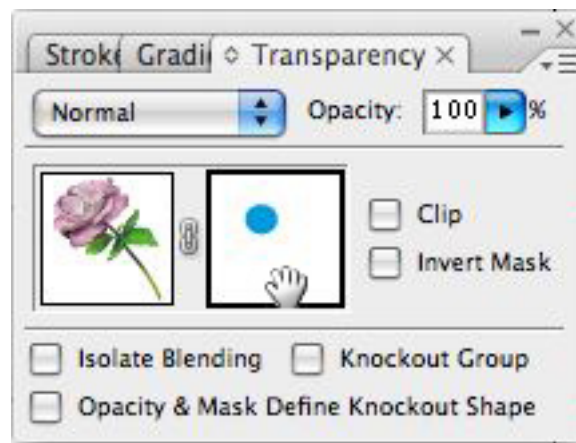 Stroke Gradi Transparency
Normal Opacity: 100 %
Clip
Invert Mask
Isolate Blending Knockout Group
Opacity & Mask Define Knockout Shape